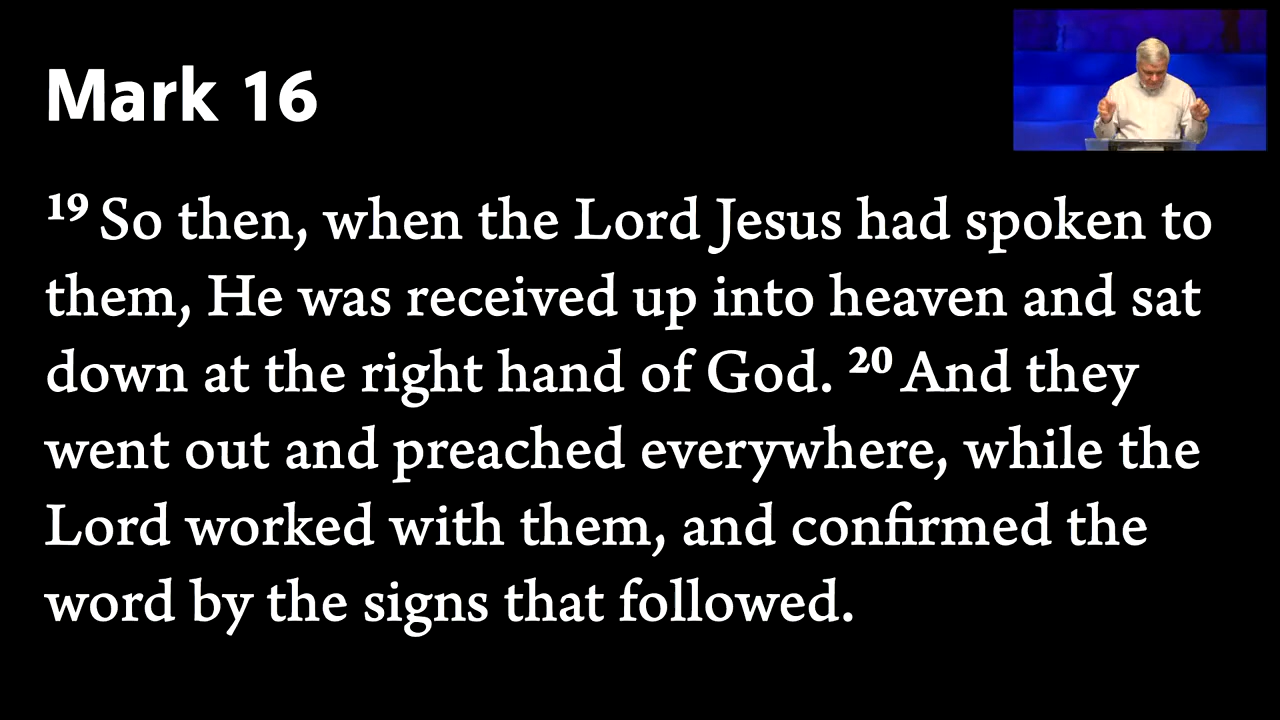 Mark 16
19 So then, when the Lord Jesus had spoken to
them, He was received up into heaven and sat
down at the right hand of God. 20 And they
went out and preached everywhere, while the
Lord worked with them, and confirmed the
word by the signs that followed.